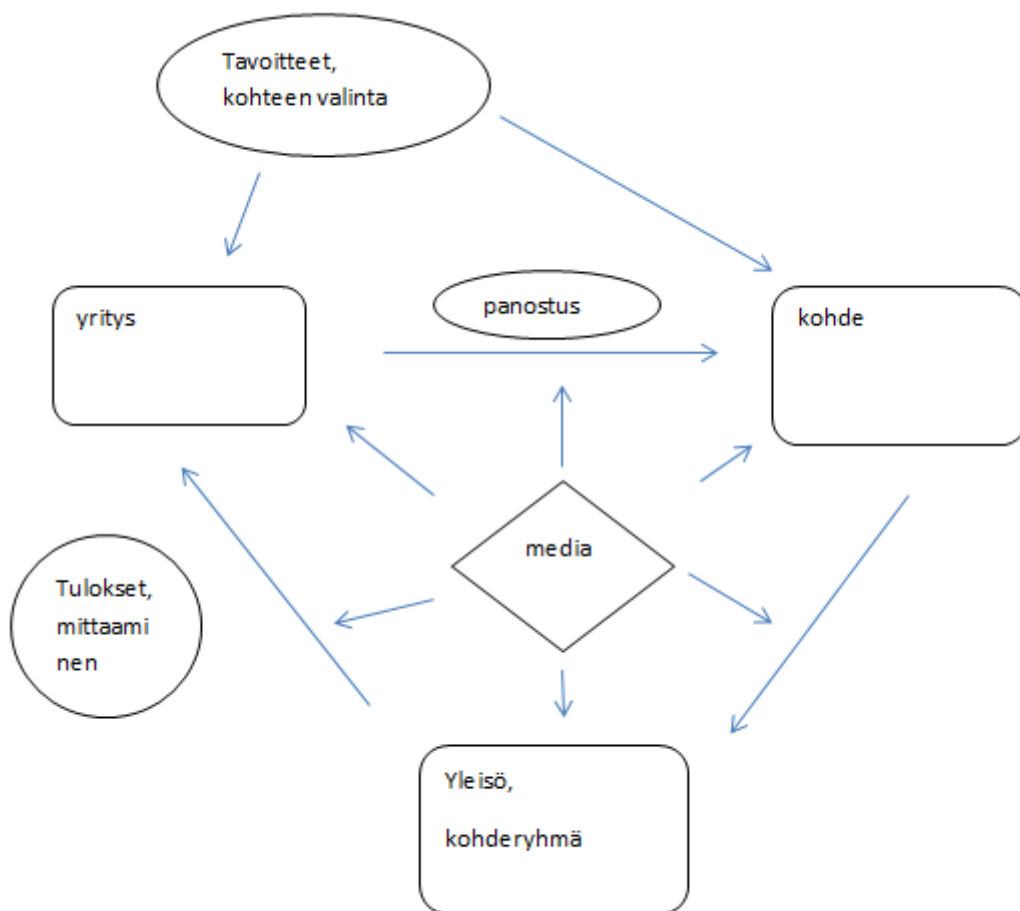 Tavoitteet,
kohteen valinta
yritys
panostus
kohde
media
Tulokset,
mittaami
nen
Yleisö,
kohderyhmä